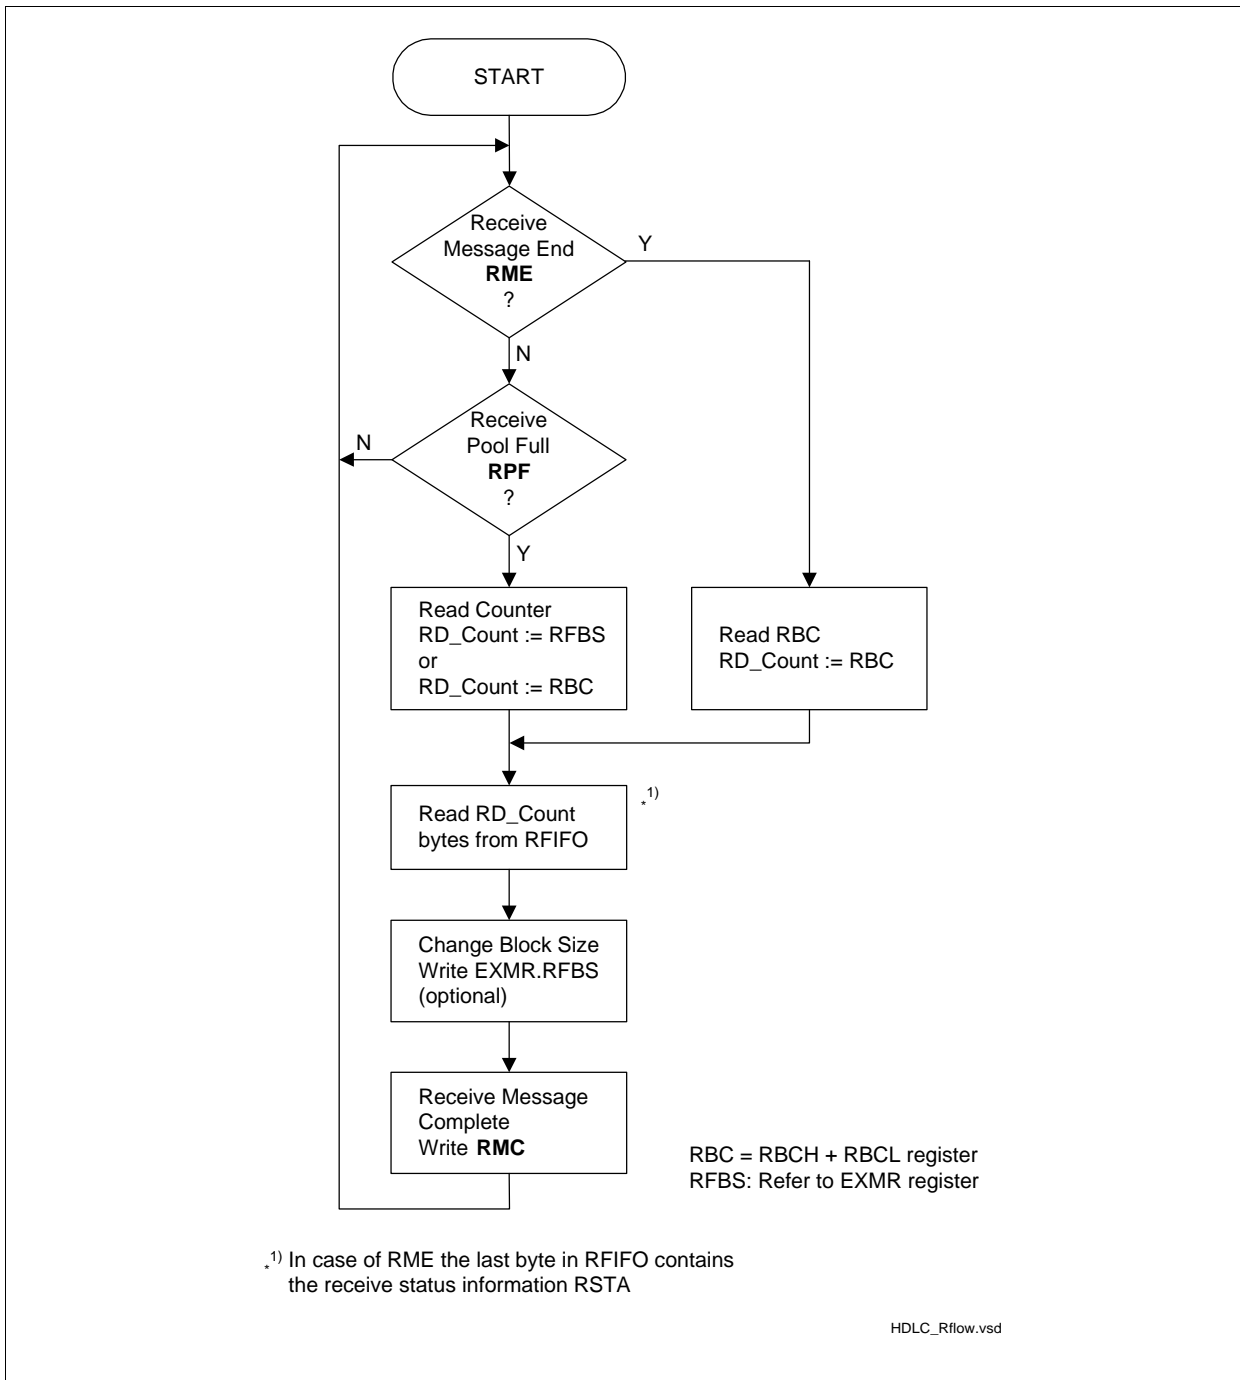 START
Receive
Message End
RME
?
Y
N
Receive
Pool Full
RPF
?
N
Y
Read Counter
RD_Count := RFBS
or
RD_Count := RBC
Read RBC
RD_Count := RBC
Read RD_Count
bytes from RFIFO
*1)
Change Block Size
Write EXMR.RFBS
(optional)
Receive Message
Complete
Write RMC
RBC = RBCH + RBCL register
RFBS: Refer to EXMR register
*1) In case of RME the last byte in RFIFO contains
the receive status information RSTA
HDLC_Rflow.vsd